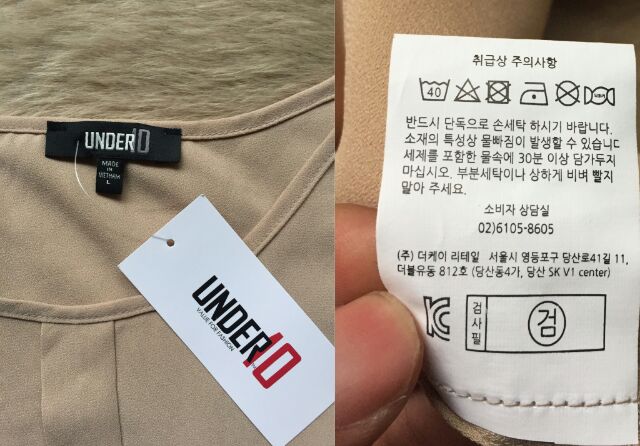 UNDER10
MADE
IN
VIETNAM
L
UNDER10
VALUE FOR FASHION
취급상 주의사항
40
반드시 단독으로 손세탁 하시기 바랍니다.
소재의 특성상 물빠짐이 발생할 수 있습니다
세제를 포함한 물속에 30분 이상 담가두지
마십시오. 부분세탁이나 상하게 비벼 빨지
말아 주세요.
소비자 상담실
02)6105-8605
(주) 더케이 리테일 서울시 영등포구 당산로41길 11,
더블유동 812호 (당산동4가, 당산 SK V1 center)
검사필
검